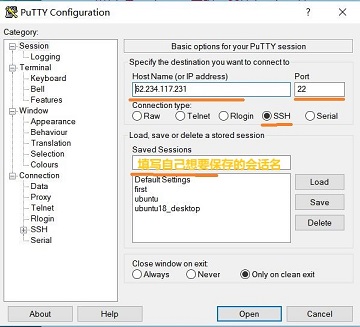 PuTTY Configuration
Category:
Session
Logging
Terminal
Keyboard
Bell
Features
Window
Appearance
Behaviour
Translation
Selection
Colours
Connection
Data
Proxy
Telnet
Rlogin
SSH
Serial
Basic options for your PuTTY session
Specify the destination you want to connect to
Host Name (or IP address)
Port
62.234.117.231
22
Connection type:
Raw
Telnet
Rlogin
SSH
Serial
Load, save or delete a stored session
Saved Sessions
填写自己想要保存的会话名
Default Settings
first
ubuntu
ubuntu18_desktop
Load
Save
Delete
Close window on exit:
Always
Never
Only on clean exit
About
Help
Open
Cancel